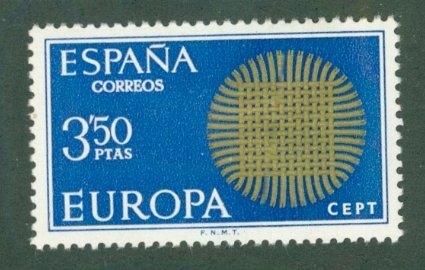 ESPAÑA
CORREOS
3'50
PTAS
EUROPA
CEPT
F.N.M.T.